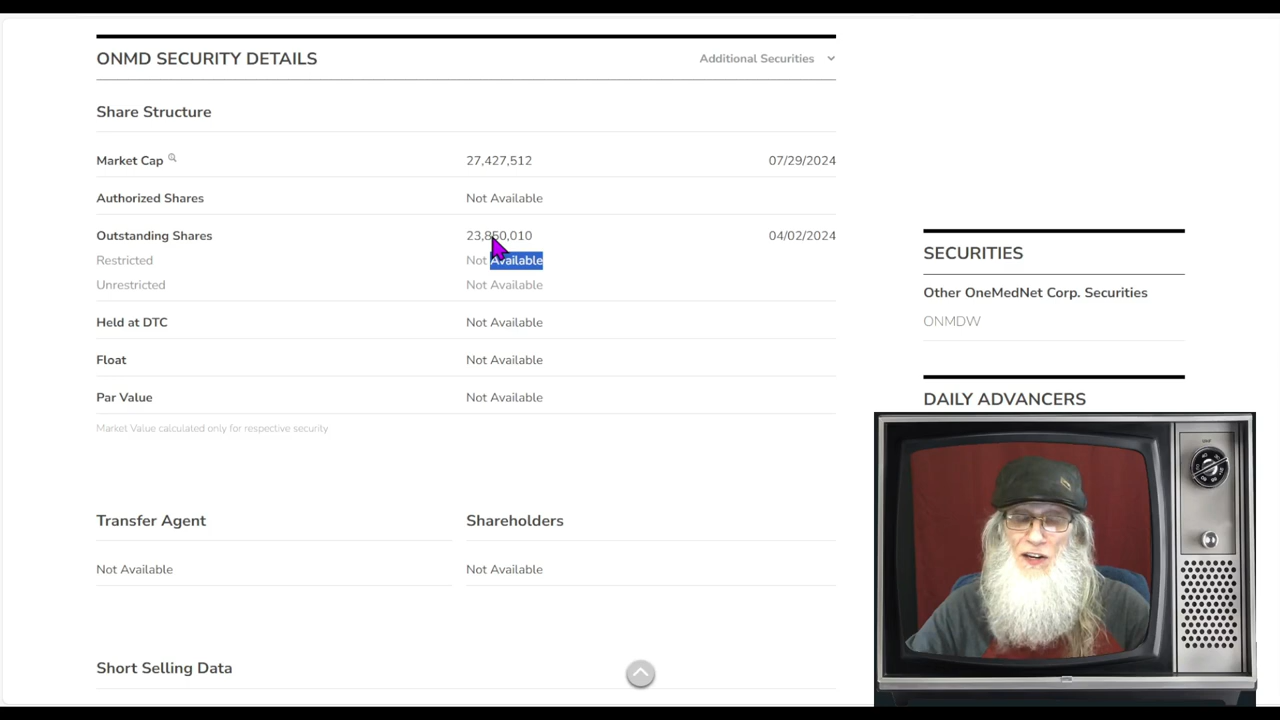 ONMD SECURITY DETAILS
Additional Securities
Share Structure
Market Cap 27,427,512 07/29/2024
Authorized Shares Not Available
Outstanding Shares 23,850,010 04/02/2024
Restricted Not Available
Unrestricted Not Available
Held at DTC Not Available
Float Not Available
Par Value Not Available
Market Value calculated only for respective security
Transfer Agent
Not Available
Shareholders
Not Available
Short Selling Data
SECURITIES
Other OneMedNet Corp. Securities
ONMDW
DAILY ADVANCERS